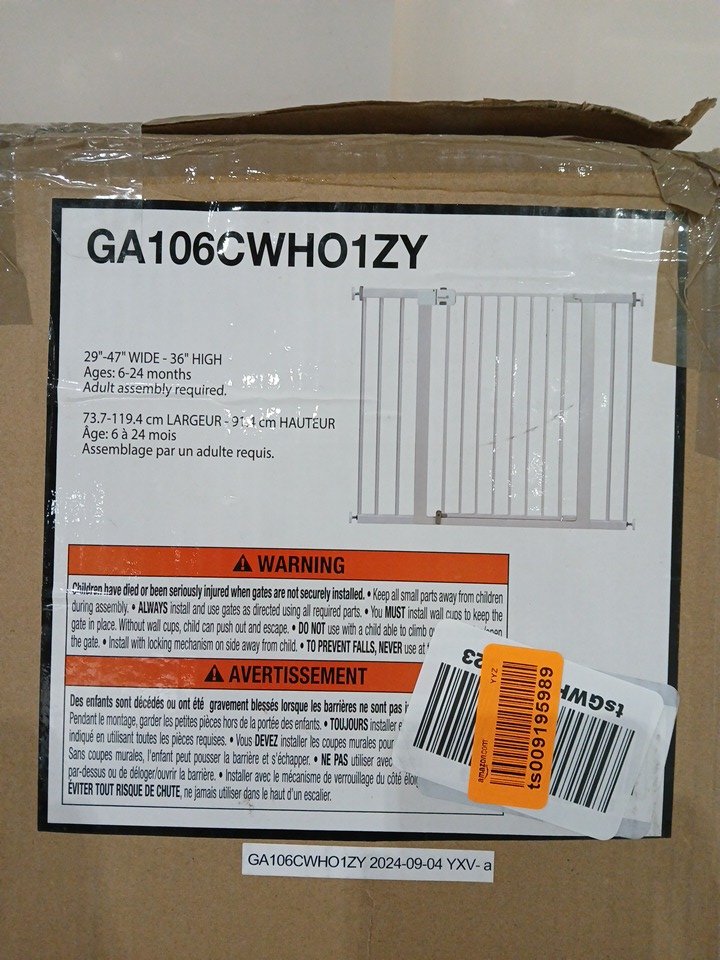 GA106CWHO1ZY
29"-47" WIDE - 36" HIGH
Ages: 6-24 months
Adult assembly required.
73.7-119.4 cm LARGEUR - 91.4 cm HAUTEUR
Âge: 6 à 24 mois
Assemblage par un adulte requis.
WARNING
Children have died or been seriously injured when gates are not securely installed. • Keep all small parts away from children
during assembly. • ALWAYS install and use gates as directed using all required parts. • You MUST install wall cups to keep the
gate in place. Without wall cups, child can push out and escape. • DO NOT use with a child able to climb
the gate. • Install with locking mechanism on side away from child. • TO PREVENT FALLS, NEVER use at
AVERTISSEMENT
Des enfants sont décédés ou ont été gravement blessés lorsque les barrières ne sont pas
Pendant le montage, garder les petites pièces hors de la portée des enfants. • TOUJOURS installer
indiqué en utilisant toutes les pièces requises. • Vous DEVEZ installer les coupes murales pour
Sans coupes murales, l'enfant peut pousser la barrière et s'échapper. • NE PAS utiliser avec
par-dessus ou de déloger/ouvrir la barrière. • Installer avec le mécanisme de verrouillage du côté
ÉVITER TOUT RISQUE DE CHUTE, ne jamais utiliser dans le haut d'un escalier.
tsGW
23
amazon.com
YYZ
ts009195989
GA106CWHO1ZY 2024-09-04 YXV- a